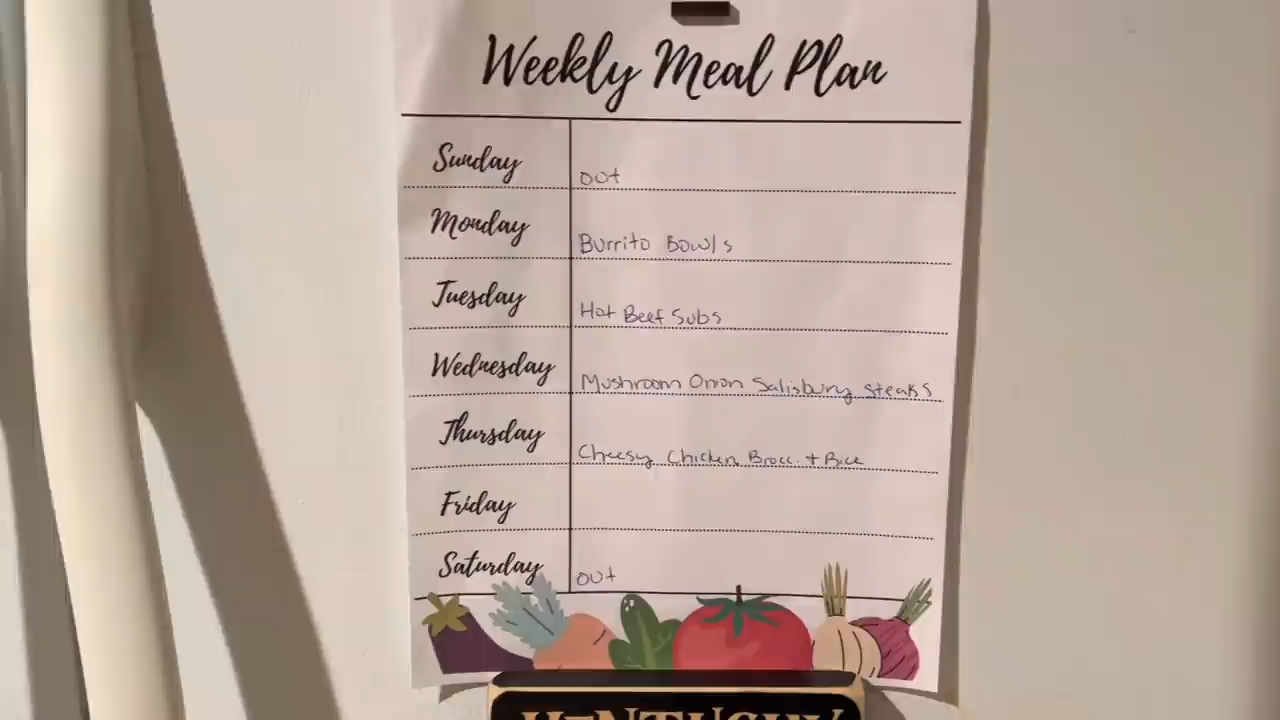 Weekly Meal Plan
Sunday out
Monday Burrito Bowls
Tuesday Hot Beef Subs
Wednesday Mushroom Onion Salisbury steaks
Thursday Cheesy Chicken Brocc. + Rice
Friday
Saturday out
KENTUCKY